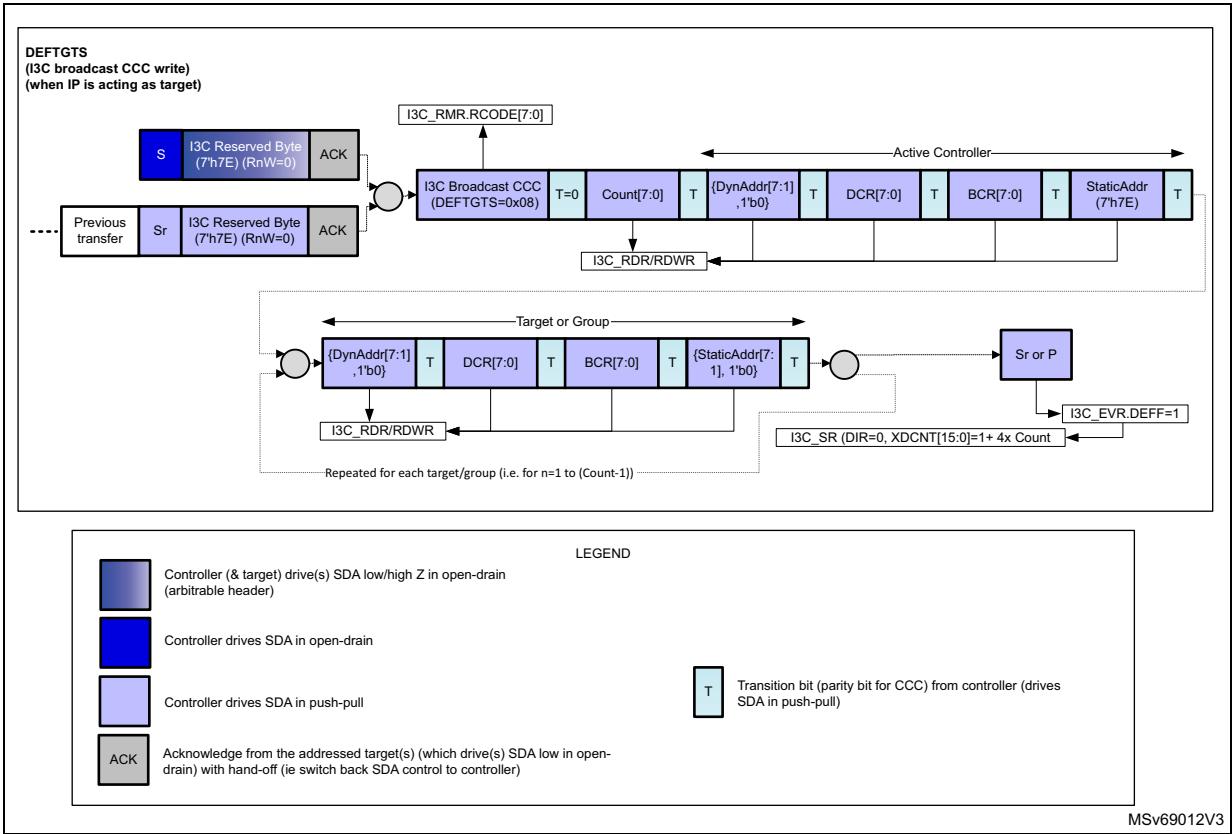 DEFTGTS
(I3C broadcast CCC write)
(when IP is acting as target)
I3C_RMR.RCODE[7:0]
S
I3C Reserved Byte
(7'h7E) (RnW=0)
ACK
Active Controller
I3C Broadcast CCC
(DEFTGTS=0x08)
T=0
Count[7:0]
T
{DynAddr[7:1]
,1'b0}
T
DCR[7:0]
T
BCR[7:0]
T
StaticAddr
(7'h7E)
T
Previous
transfer
Sr
I3C Reserved Byte
(7'h7E) (RnW=0)
ACK
I3C_RDR/RDWR
Target or Group
{DynAddr[7:1]
,1'b0}
T
DCR[7:0]
T
BCR[7:0]
T
{StaticAddr[7:
1], 1'b0}
T
Sr or P
I3C_RDR/RDWR
I3C_EVR.DEFF=1
I3C_SR (DIR=0, XDCNT[15:0]=1+ 4x Count
Repeated for each target/group (i.e. for n=1 to (Count-1))
LEGEND
Controller (& target) drive(s) SDA low/high Z in open-drain
(arbitrable header)
Controller drives SDA in open-drain
Controller drives SDA in push-pull
T
Transition bit (parity bit for CCC) from controller (drives
SDA in push-pull)
ACK
Acknowledge from the addressed target(s) (which drive(s) SDA low in open-
drain) with hand-off (ie switch back SDA control to controller)
MSv69012V3